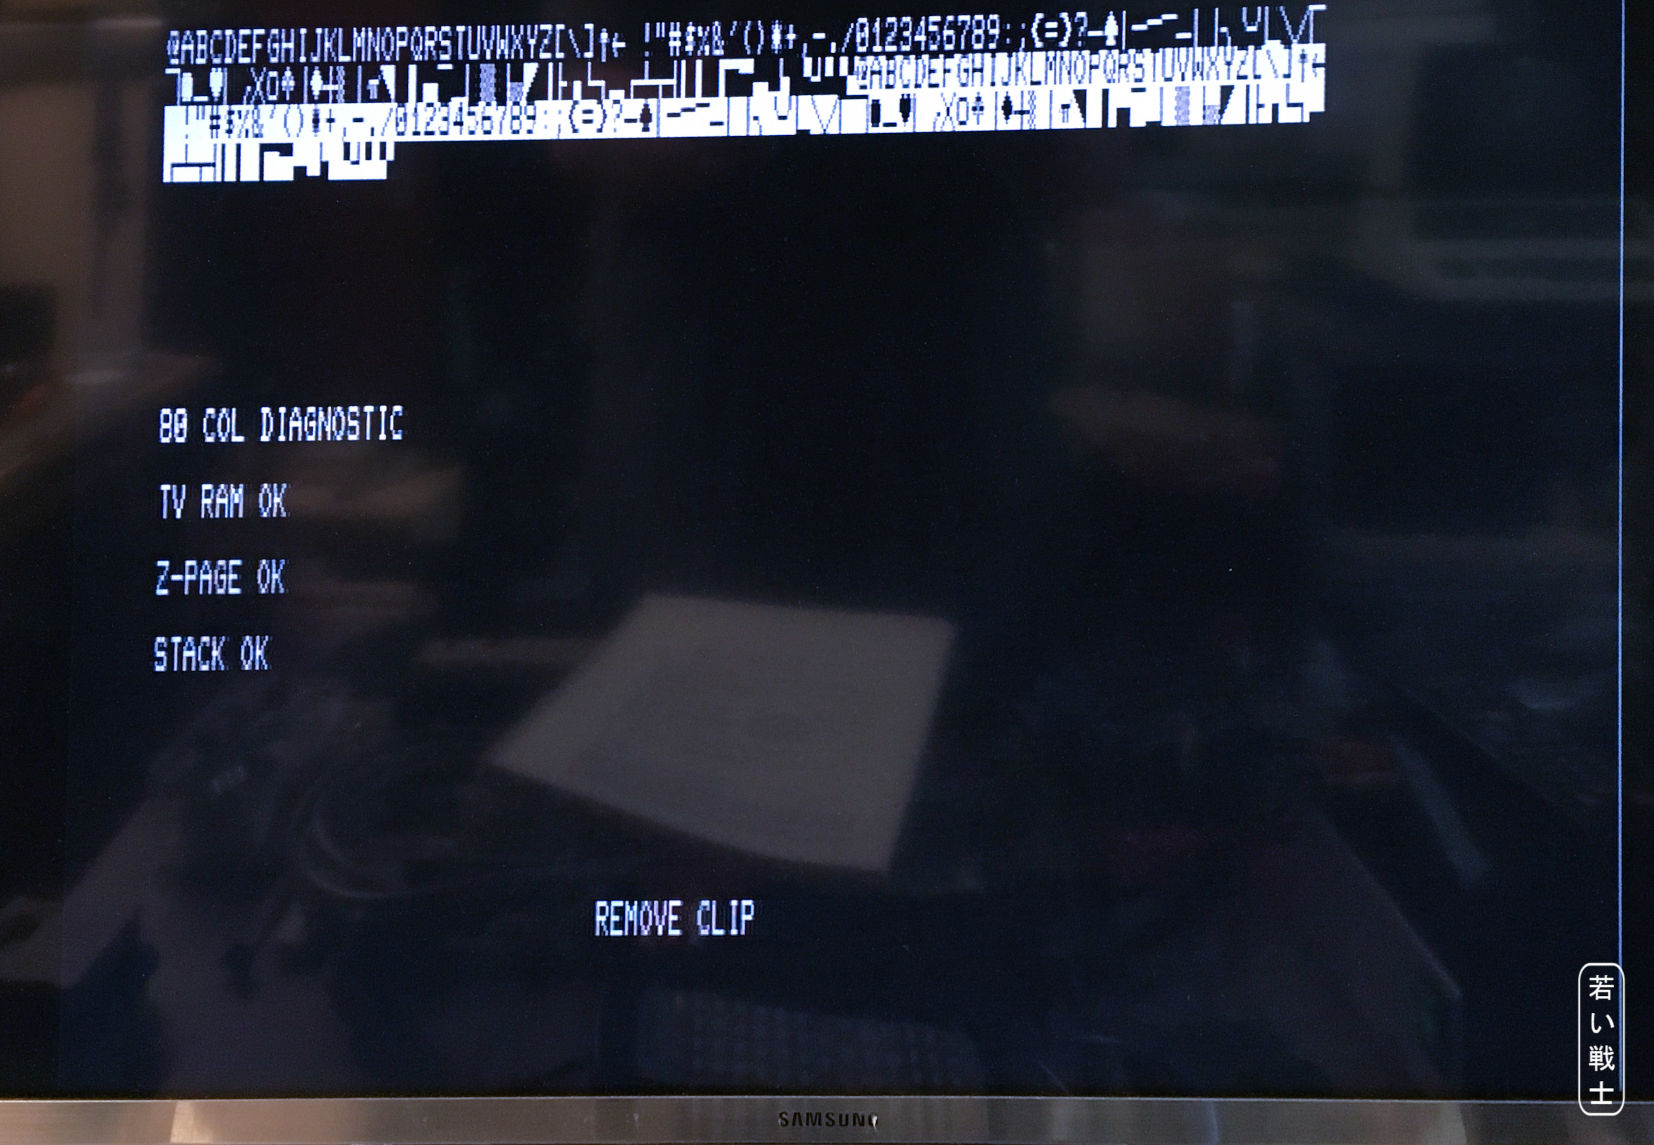 @ABCDEFGHIJKLMNOPQRSTUVWXYZ[\]↑← !"#$%&'()*+,-./0123456789:;<=>?
@ABCDEFGHIJKLMNOPQRSTUVWXYZ[\]↑←
!"#$%&'()*+,-./0123456789:;<=>?
80 COL DIAGNOSTIC
TV RAM OK
Z-PAGE OK
STACK OK
REMOVE CLIP
SAMSUNG
若い戦士